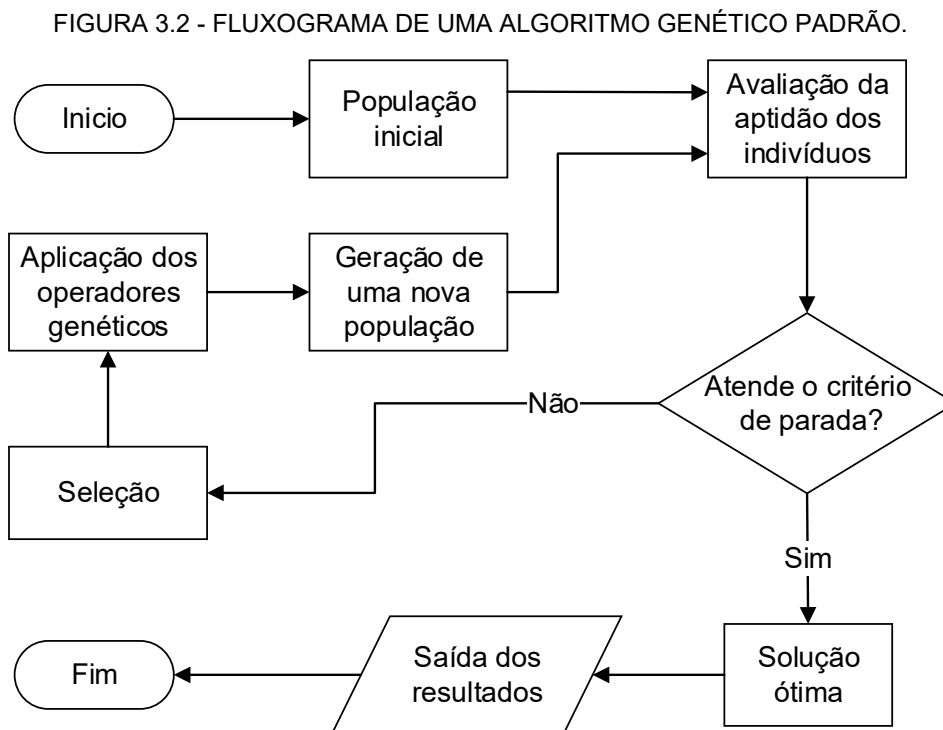 FIGURA 3.2 - FLUXOGRAMA DE UMA ALGORITMO GENÉTICO PADRÃO.
Inicio
População
inicial
Avaliação da
aptidão dos
indivíduos
Aplicação dos
operadores
genéticos
Geração de
uma nova
população
Atende o critério
de parada?
Não
Seleção
Sim
Fim
Saída dos
resultados
Solução
ótima